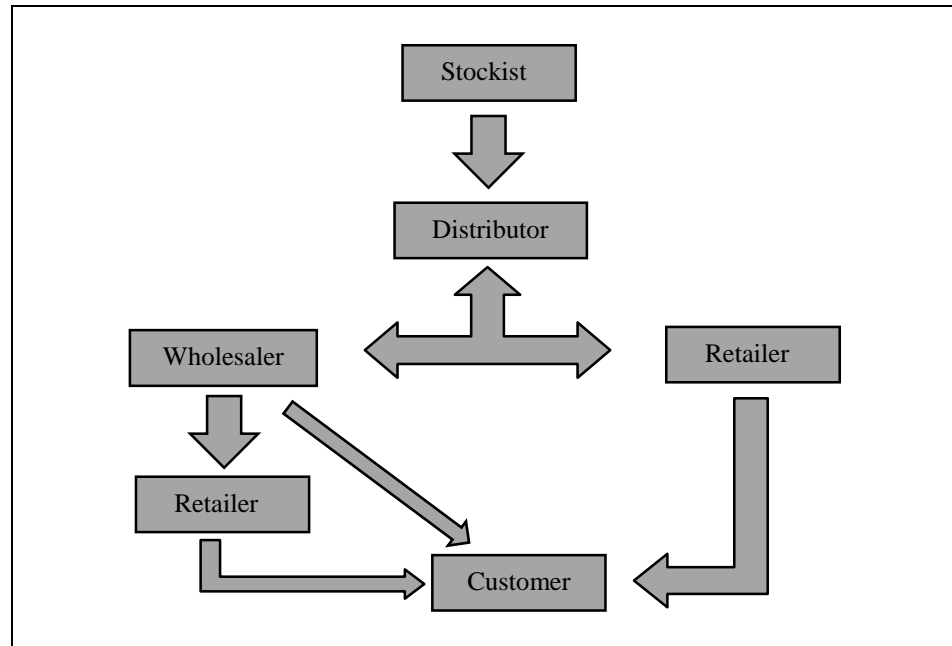 Stockist
Distributor
Wholesaler
Retailer
Retailer
Customer